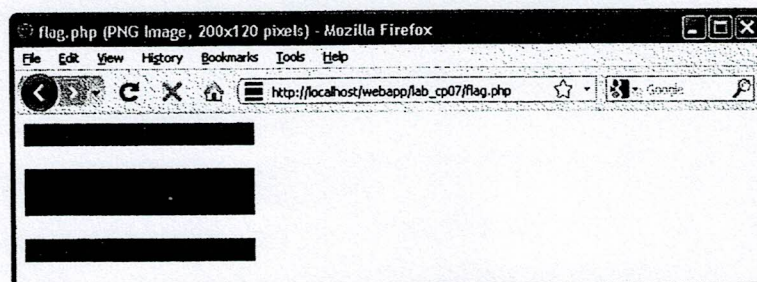 flag.php (PNG Image, 200x120 pixels) - Mozilla Firefox
File Edit View History Bookmarks Tools Help
http://localhost/webapp/lab_cp07/flag.php Google